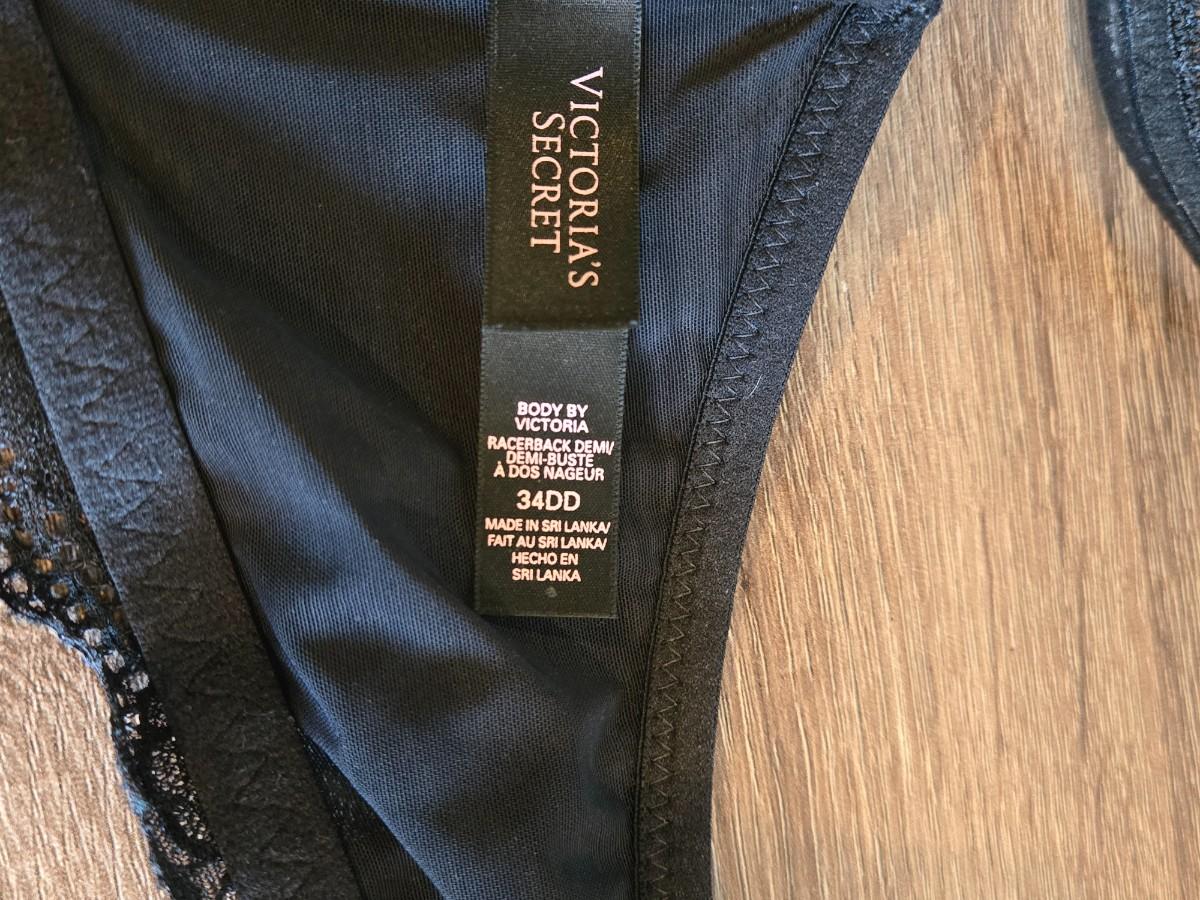 VICTORIA'S
SECRET
BODY BY
VICTORIA
RACERBACK DEMI/
DEMI-BUSTE
À DOS NAGEUR
34DD
MADE IN SRI LANKA/
FAIT AU SRI LANKA/
HECHO EN
SRI LANKA